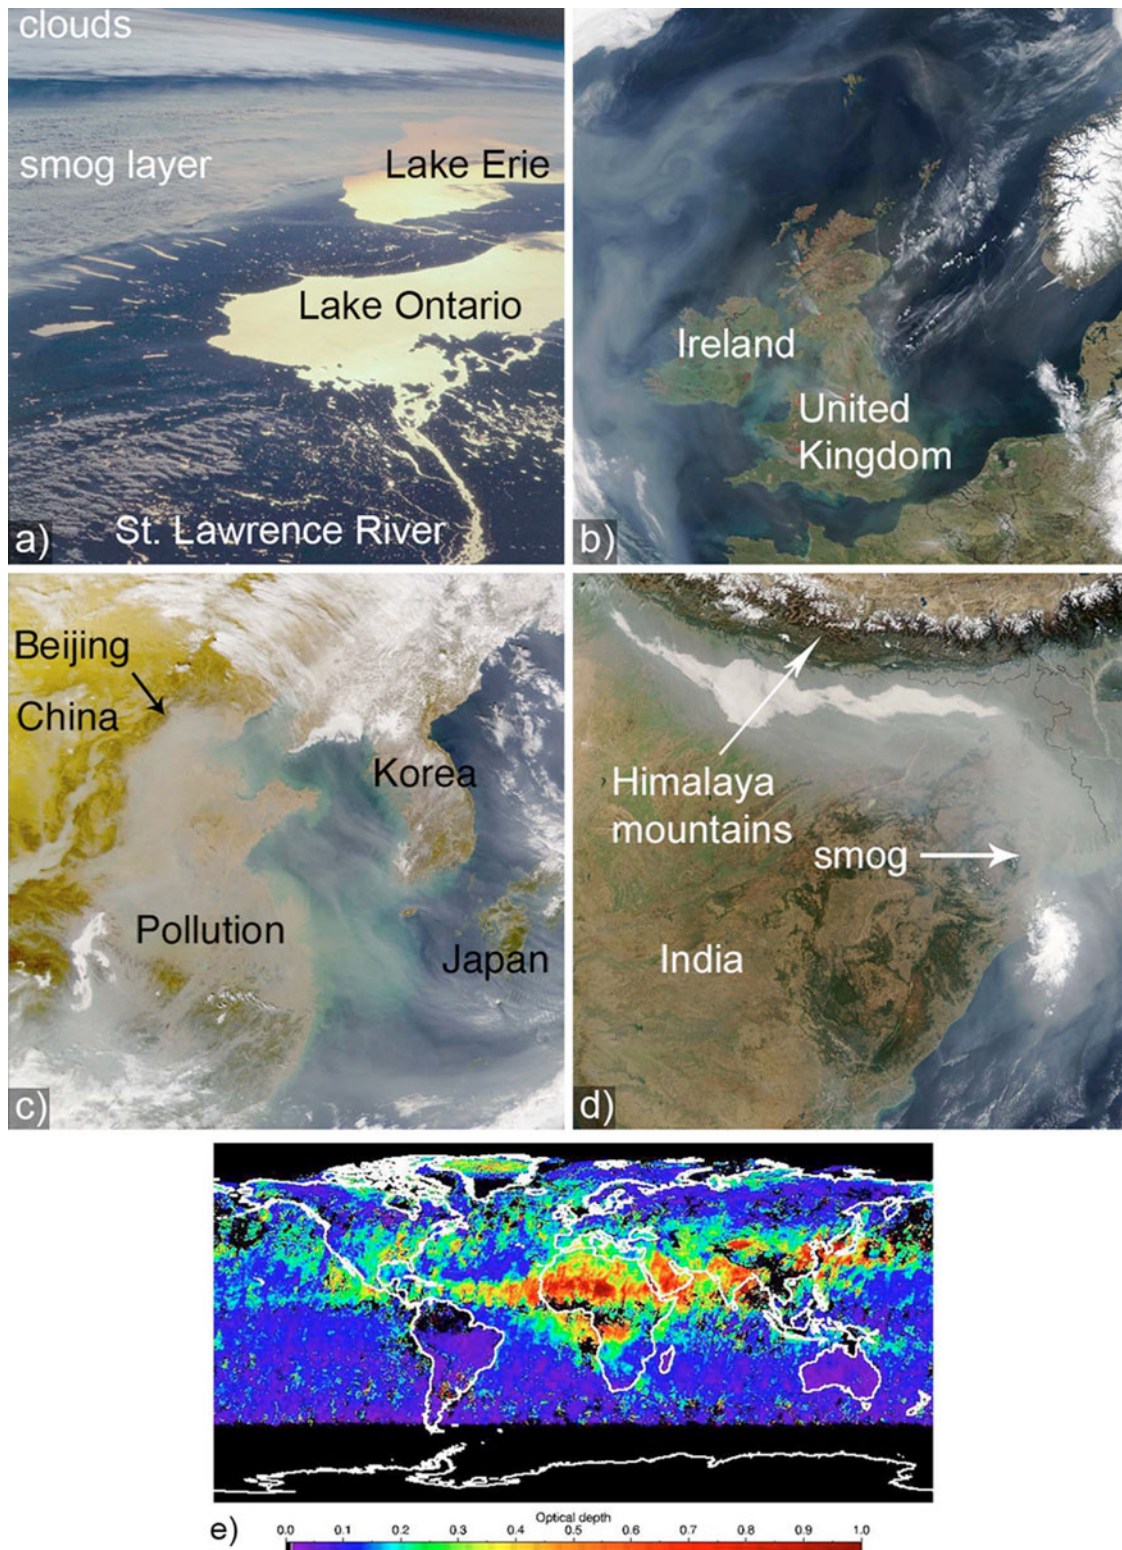 clouds
smog layer
Lake Erie
Lake Ontario
St. Lawrence River
a)
Ireland
United
Kingdom
b)
Beijing
China
Korea
Pollution
Japan
c)
Himalaya
mountains
smog
India
d)
e)
Optical depth
0.0 0.1 0.2 0.3 0.4 0.5 0.6 0.7 0.8 0.9 1.0